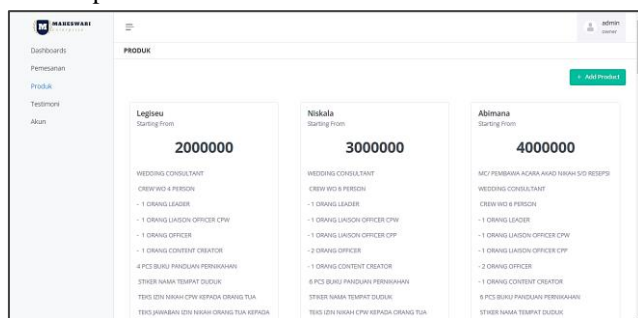 MAHESWARI
admin
owner
Dashboards
PRODUK
Pemesanan
Produk
+ Add Product
Testimoni
Akun
Legiseu
Starting From
2000000
WEDDING CONSULTANT
CREW WO 4 PERSON
- 1 ORANG LEADER
- 1 ORANG LIAISON OFFICER CPW
- 1 ORANG OFFICER
- 1 ORANG CONTENT CREATOR
4 PCS BUKU PANDUAN PERNIKAHAN
STIKER NAMA TEMPAT DUDUK
TEKS IZIN NIKAH CPW KEPADA ORANG TUA
TEKS JAWABAN IZIN NIKAH ORANG TUA KEPADA
Niskala
Starting From
3000000
WEDDING CONSULTANT
CREW WO 6 PERSON
- 1 ORANG LEADER
- 1 ORANG LIAISON OFFICER CPW
- 1 ORANG LIAISON OFFICER CPP
- 2 ORANG OFFICER
- 1 ORANG CONTENT CREATOR
6 PCS BUKU PANDUAN PERNIKAHAN
STIKER NAMA TEMPAT DUDUK
TEKS IZIN NIKAH CPW KEPADA ORANG TUA
Abimana
Starting From
4000000
MC/ PEMBAWA ACARA AKAD NIKAH S/D RESEPSI
WEDDING CONSULTANT
CREW WO 6 PERSON
- 1 ORANG LEADER
- 1 ORANG LIAISON OFFICER CPW
- 1 ORANG LIAISON OFFICER CPP
- 2 ORANG OFFICER
- 1 ORANG CONTENT CREATOR
6 PCS BUKU PANDUAN PERNIKAHAN
STIKER NAMA TEMPAT DUDUK